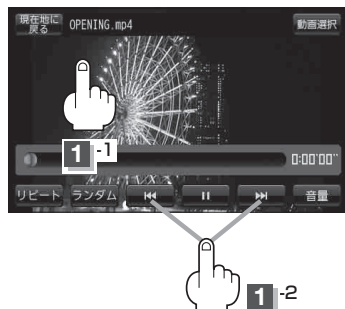 現在地に
戻る
OPENING.mp4
動画選択
1 -1
0:00'00"
リピート
ランダム
音量
1 -2